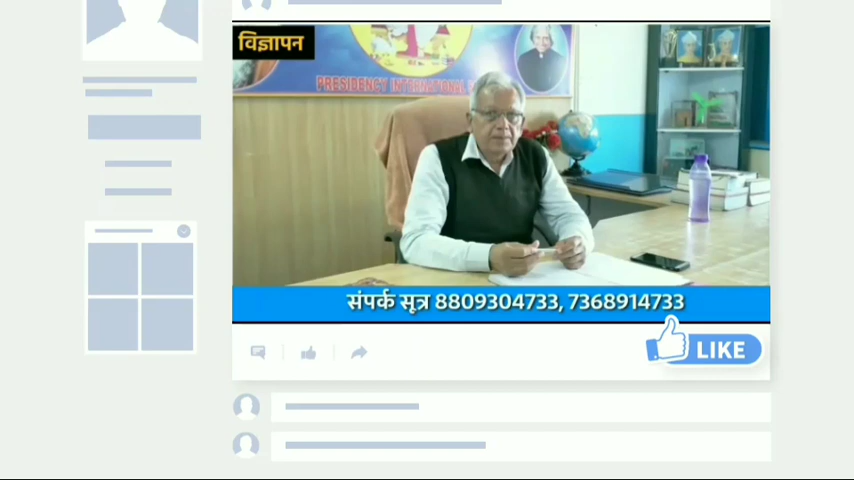 विज्ञापन
PRESIDENCY INTERNATIONAL
संपर्क सूत्र 8809304733, 7368914733
LIKE